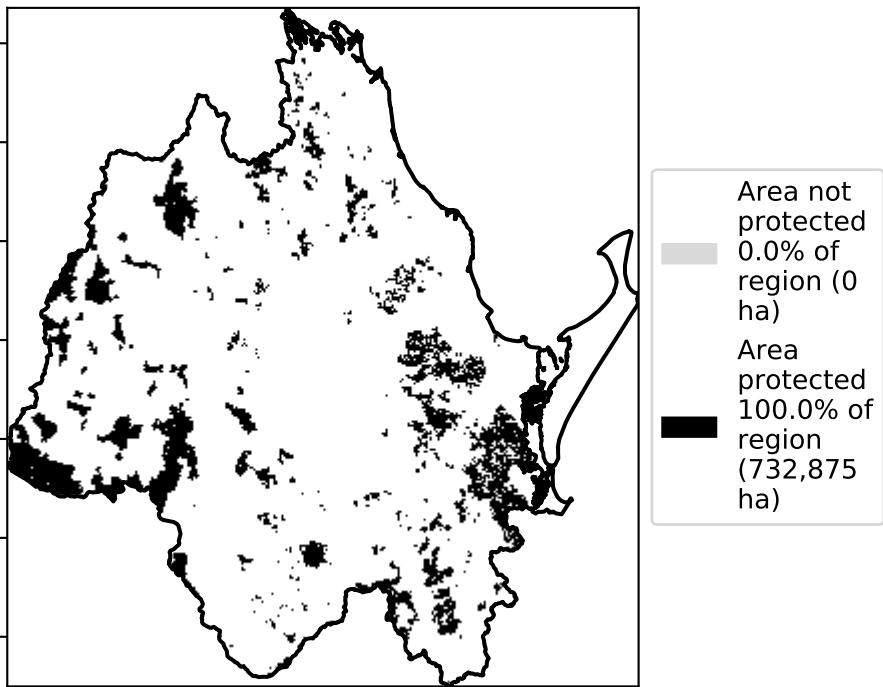 Area not
protected
0.0% of
region (0
ha)
Area
protected
100.0% of
region
(732,875
ha)